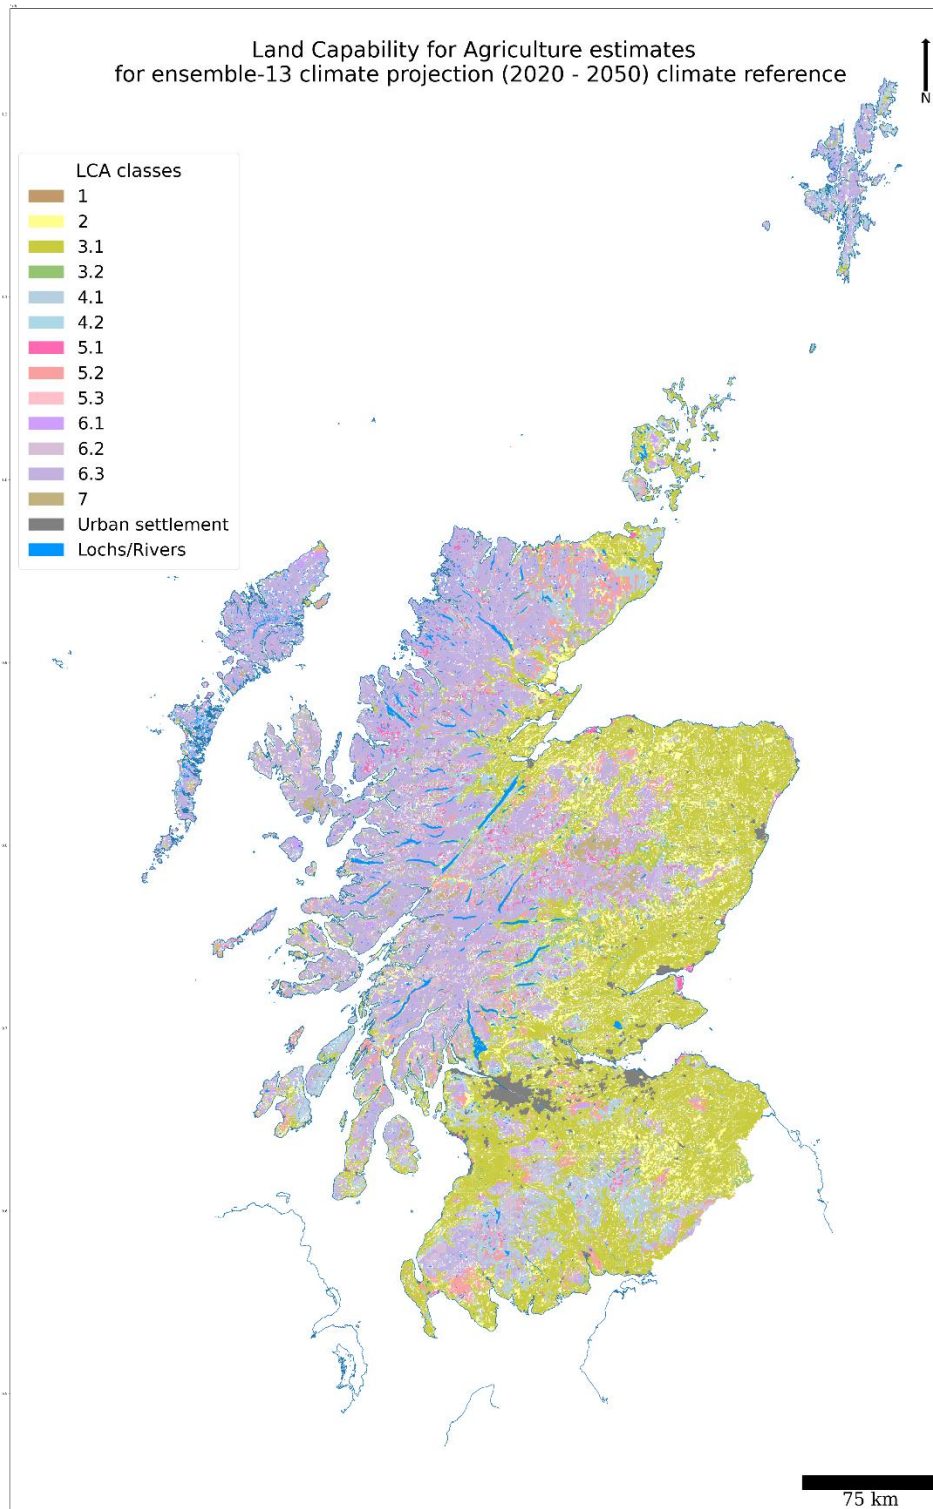 Land Capability for Agriculture estimates
for ensemble-13 climate projection (2020 - 2050) climate reference
N
LCA classes
1
2
3.1
3.2
4.1
4.2
5.1
5.2
5.3
6.1
6.2
6.3
7
Urban settlement
Lochs/Rivers
75 km